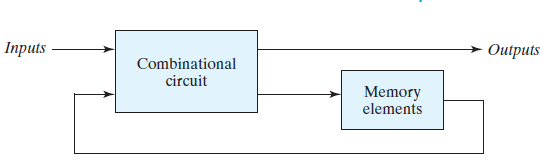 Inputs
Combinational
circuit
Outputs
Memory
elements